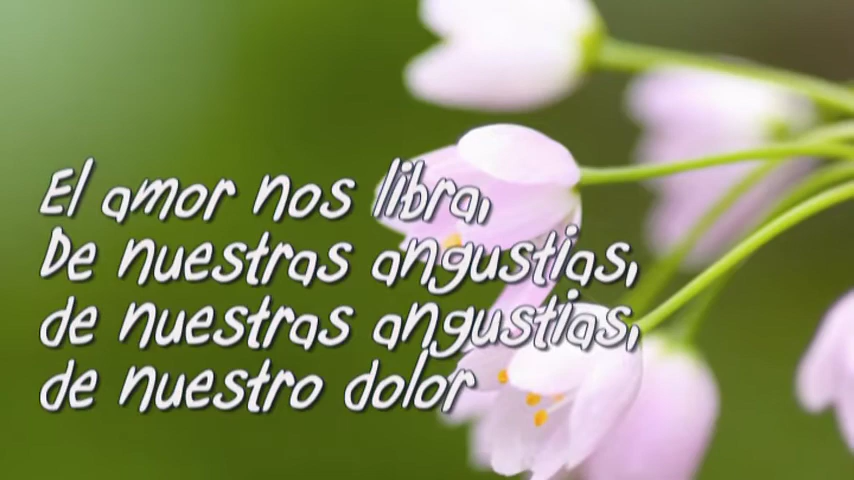 El amor nos libra,
De nuestras angustias,
de nuestras angustias,
de nuestro dolor